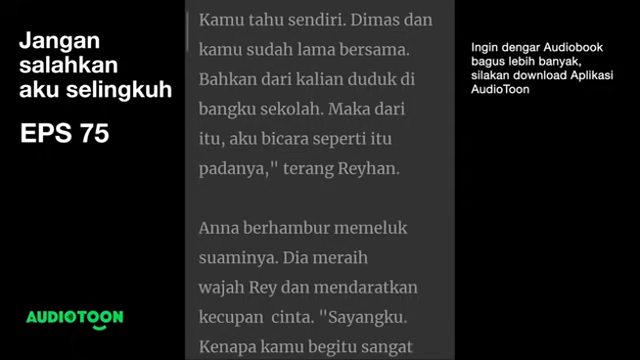 Jangan
salahkan
aku selingkuh
EPS 75
Kamu tahu sendiri. Dimas dan
kamu sudah lama bersama.
Bahkan dari kalian duduk di
bangku sekolah. Maka dari
itu, aku bicara seperti itu
padanya," terang Reyhan.
Anna berhambur memeluk
suaminya. Dia meraih
wajah Rey dan mendaratkan
kecupan cinta. "Sayangku.
Kenapa kamu begitu sangat
Ingin dengar Audiobook
bagus lebih banyak,
silakan download Aplikasi
AudioToon
AUDIOTOON